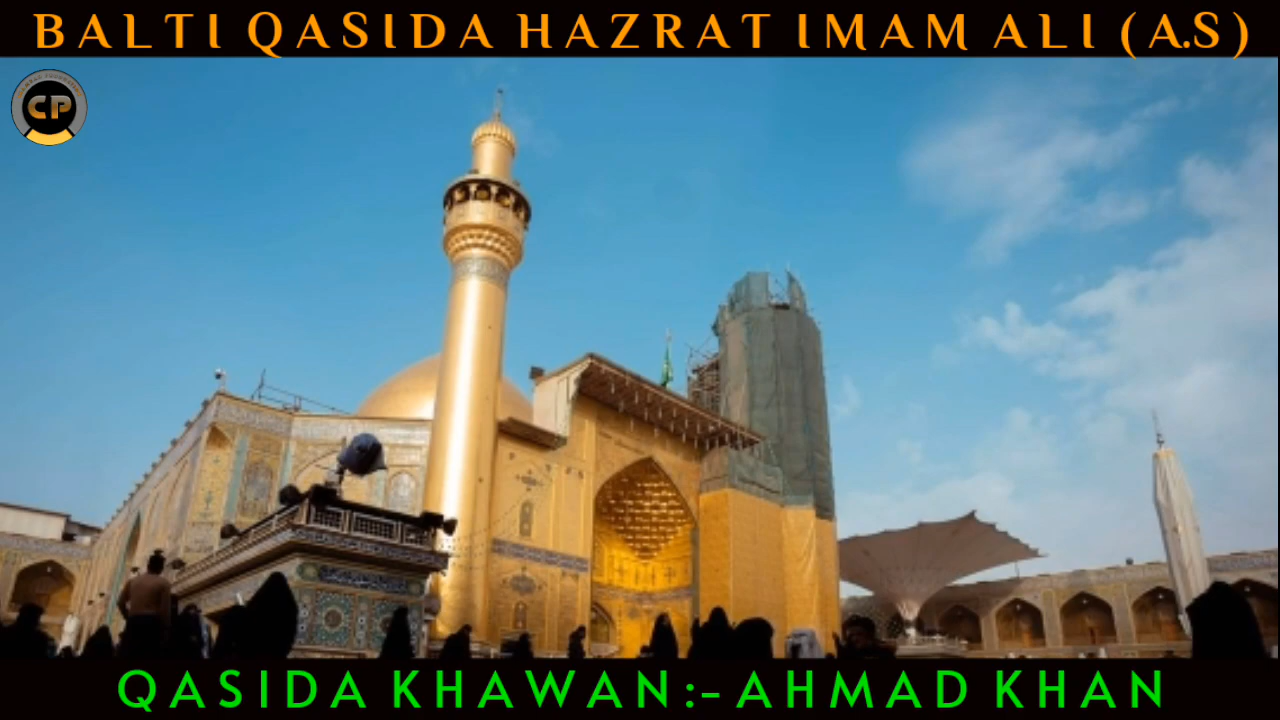 BALTI QASIDA HAZRAT IMAM ALI (A.S)
CP
QASIDA KHAWAN:-AHMAD KHAN